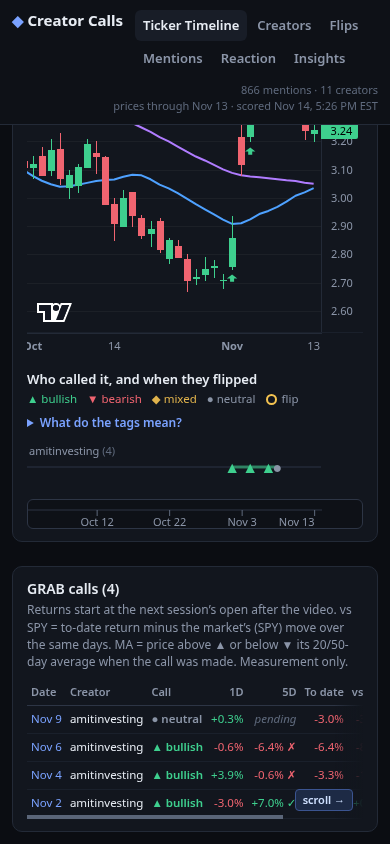 ◆ Creator Calls
Ticker Timeline Creators Flips
Mentions Reaction Insights
866 mentions · 11 creators
prices through Nov 13 · scored Nov 14, 5:26 PM EST
3.24
3.20
3.10
3.00
2.90
2.80
2.70
2.60
Oct 14 Nov 13
Who called it, and when they flipped
▲ bullish ▼ bearish ◆ mixed ● neutral flip
▶ What do the tags mean?
amitinvesting (4)
Oct 12 Oct 22 Nov 3 Nov 13
GRAB calls (4)
Returns start at the next session's open after the video. vs
SPY = to-date return minus the market's (SPY) move over
the same days. MA = price above ▲ or below ▼ its 20/50-
day average when the call was made. Measurement only.
Date Creator Call 1D 5D To date vs
Nov 9 amitinvesting ● neutral +0.3% pending -3.0%
Nov 6 amitinvesting ▲ bullish -0.6% -6.4% ✗ -6.4%
Nov 4 amitinvesting ▲ bullish +3.9% -0.6% ✗ -3.3%
Nov 2 amitinvesting ▲ bullish -3.0% +7.0% ✓
scroll →